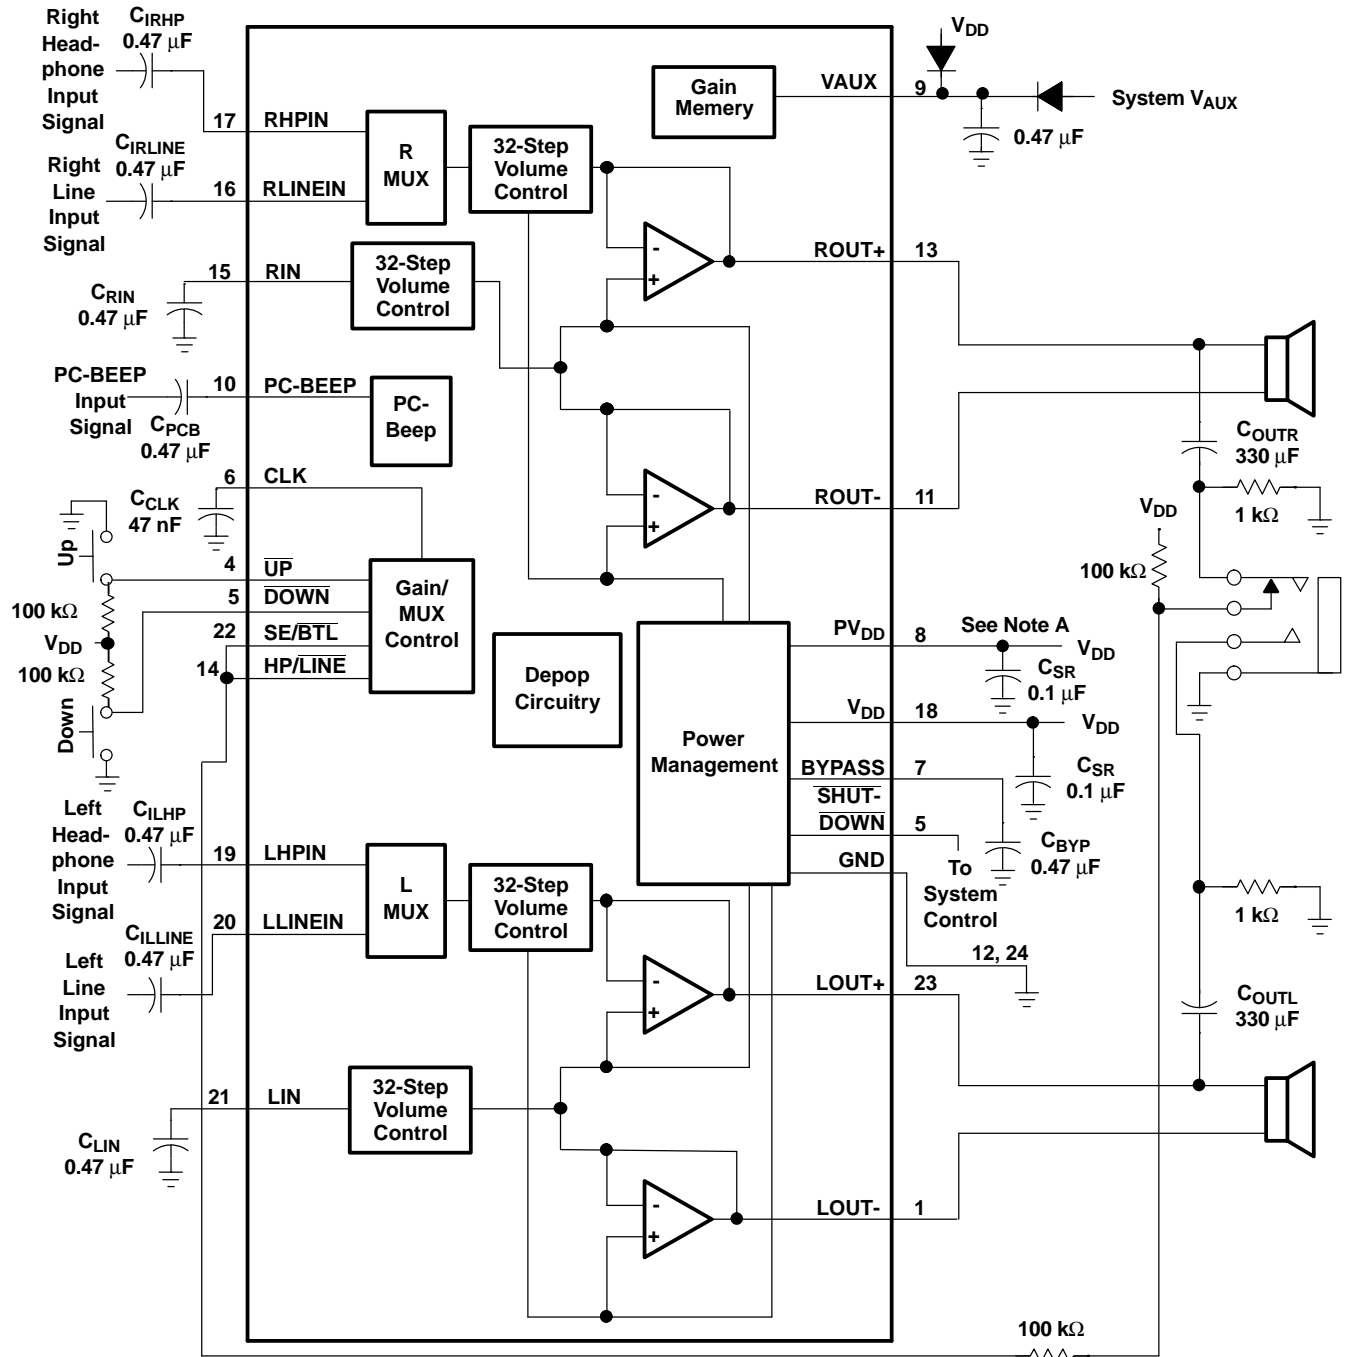 Right
Head-
phone
Input
Signal
CIRHP
0.47 μF
17
RHPIN
Right
Line
Input
Signal
CIRLINE
0.47 μF
16
RLINEIN
R
MUX
32-Step
Volume
Control
Gain
Memery
VAUX
9
VDD
System VAUX
0.47 μF
CRIN
0.47 μF
15
RIN
32-Step
Volume
Control
-
+
ROUT+
13
PC-BEEP
Input
Signal
CPCB
0.47 μF
10
PC-BEEP
PC-
Beep
-
+
ROUT-
11
COUTR
330 μF
1 kΩ
VDD
100 kΩ
CCLK
47 nF
6
CLK
Up
Down
100 kΩ
VDD
100 kΩ
4
UP
5
DOWN
22
SE/BTL
14
HP/LINE
Gain/
MUX
Control
Depop
Circuitry
Power
Management
PVDD
8
See Note A
VDD
CSR
0.1 μF
VDD
18
VDD
CSR
0.1 μF
BYPASS
7
CBYP
0.47 μF
SHUT-
DOWN
5
To
System
Control
GND
12, 24
Left
Head-
phone
Input
Signal
CILHP
0.47 μF
19
LHPIN
Left
Line
Input
Signal
CILLINE
0.47 μF
20
LLINEIN
L
MUX
32-Step
Volume
Control
-
+
LOUT+
23
1 kΩ
COUTL
330 μF
CLIN
0.47 μF
21
LIN
32-Step
Volume
Control
-
+
LOUT-
1
100 kΩ